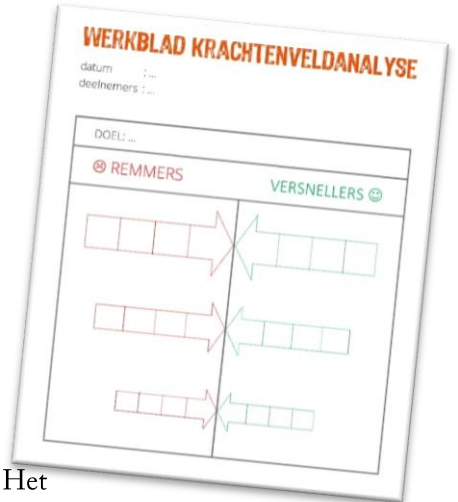 WERKBLAD KRACHTENVELDANALYSE
datum : ...
deelnemers : ...
DOEL: ...
☹ REMMERS
VERSNELLERS ☺
Het